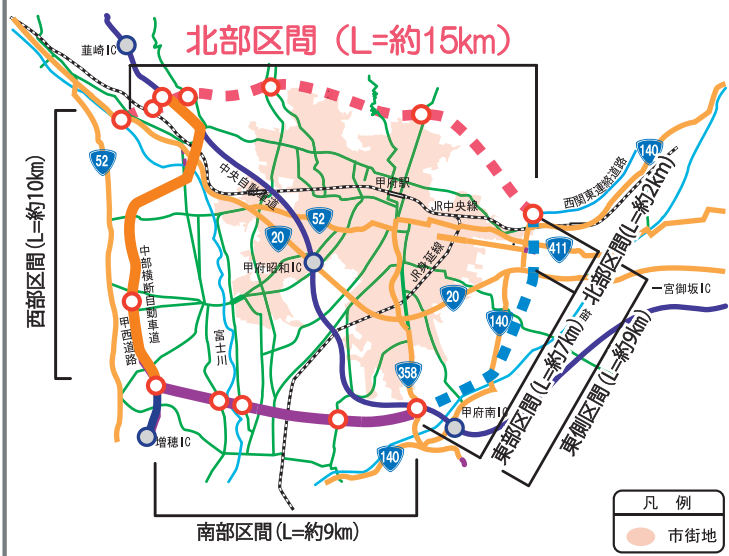 北部区間（L=約15km）
韮崎IC
52
西部区間（L=約10km）
中央自動車道
甲府駅
JR中央線
140
西関東連絡道路
52
20
411
北部区間（L=約2km）
甲府昭和IC
JR身延線
中部横断自動車道
甲西道路
富士川
20
140
一宮御坂IC
358
東部区間（L=約7km）
東側区間（L=約9km）
甲府南IC
増穂IC
140
南部区間（L=約9km）
凡 例
市街地